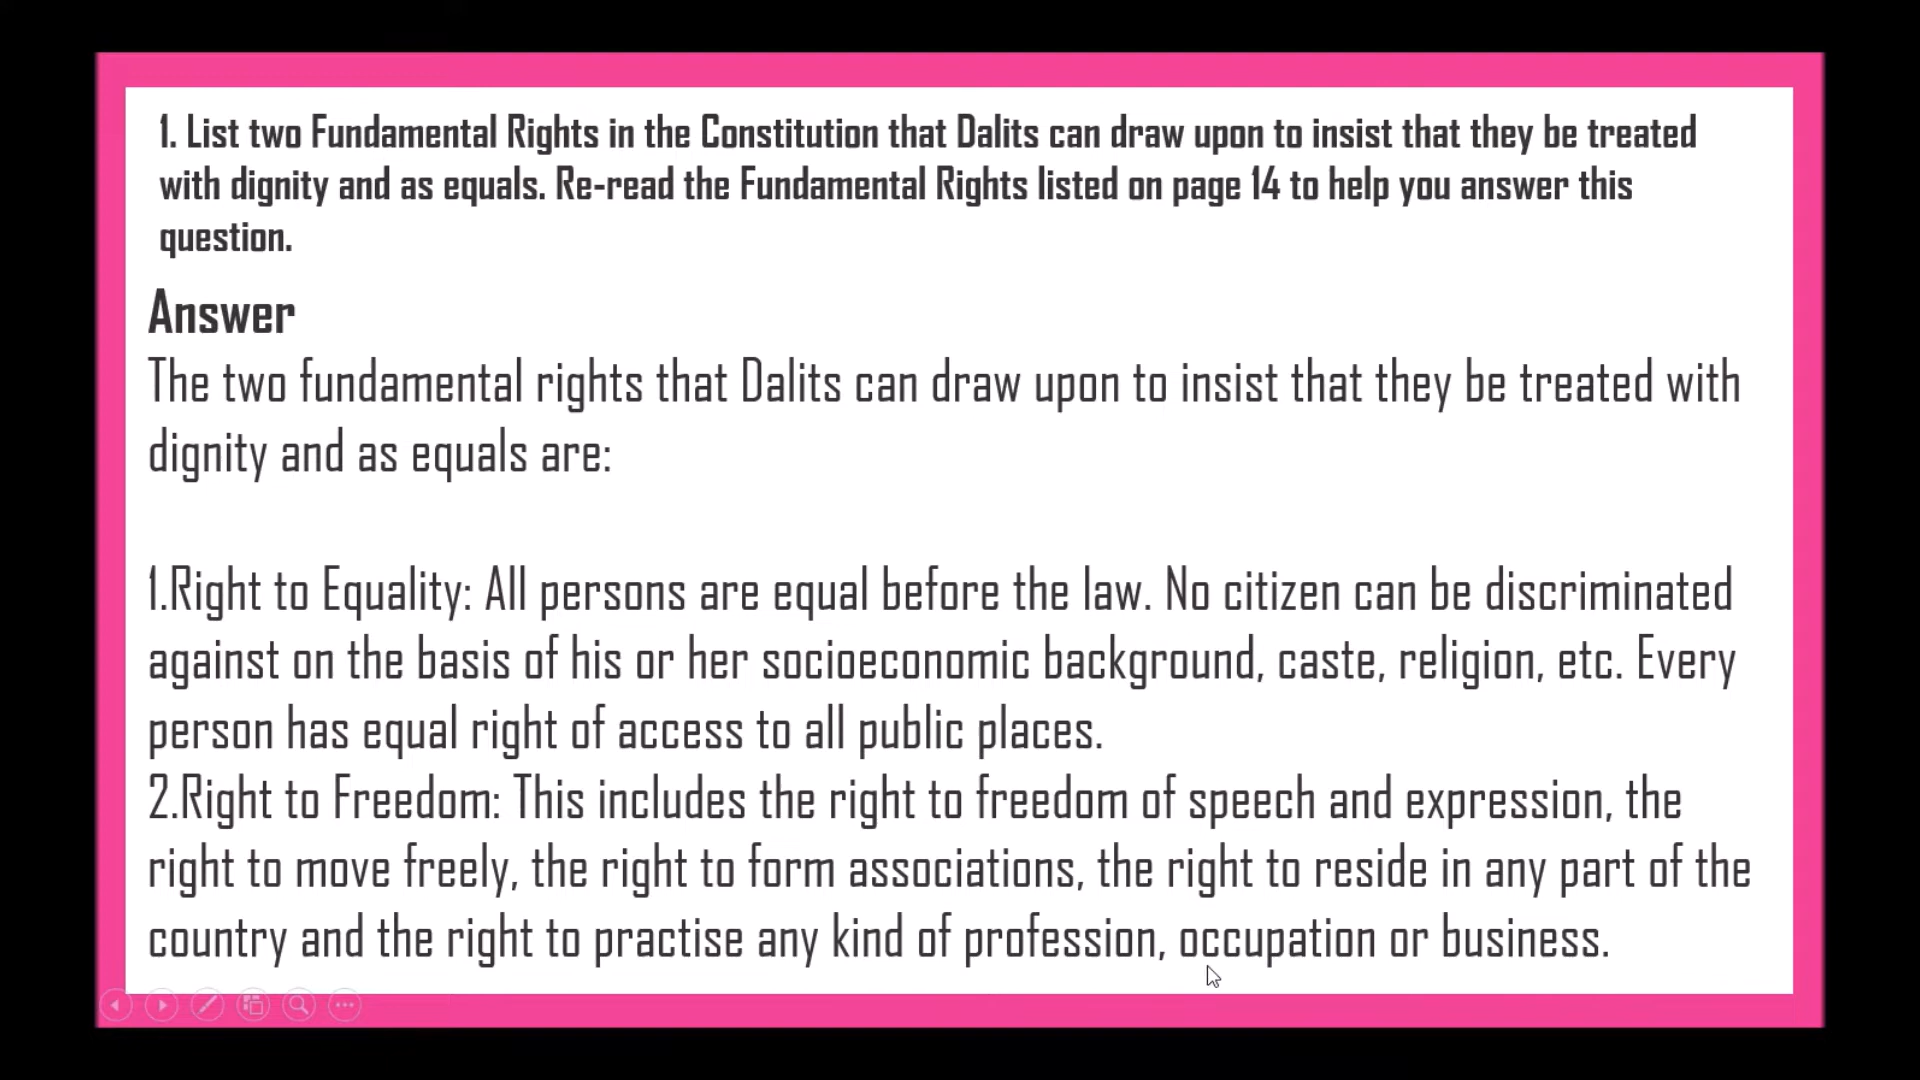 1. List two Fundamental Rights in the Constitution that Dalits can draw upon to insist that they be treated
with dignity and as equals. Re-read the Fundamental Rights listed on page 14 to help you answer this
question.
Answer
The two fundamental rights that Dalits can draw upon to insist that they be treated with
dignity and as equals are:
1.Right to Equality: All persons are equal before the law. No citizen can be discriminated
against on the basis of his or her socioeconomic background, caste, religion, etc. Every
person has equal right of access to all public places.
2.Right to Freedom: This includes the right to freedom of speech and expression, the
right to move freely, the right to form associations, the right to reside in any part of the
country and the right to practise any kind of profession, occupation or business.